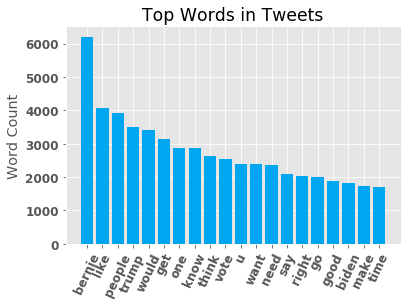 Top Words in Tweets
Word Count
6000
5000
4000
3000
2000
1000
0
bernie
like
people
trump
would
get
one
know
think
vote
u
want
need
say
right
go
good
biden
make
time